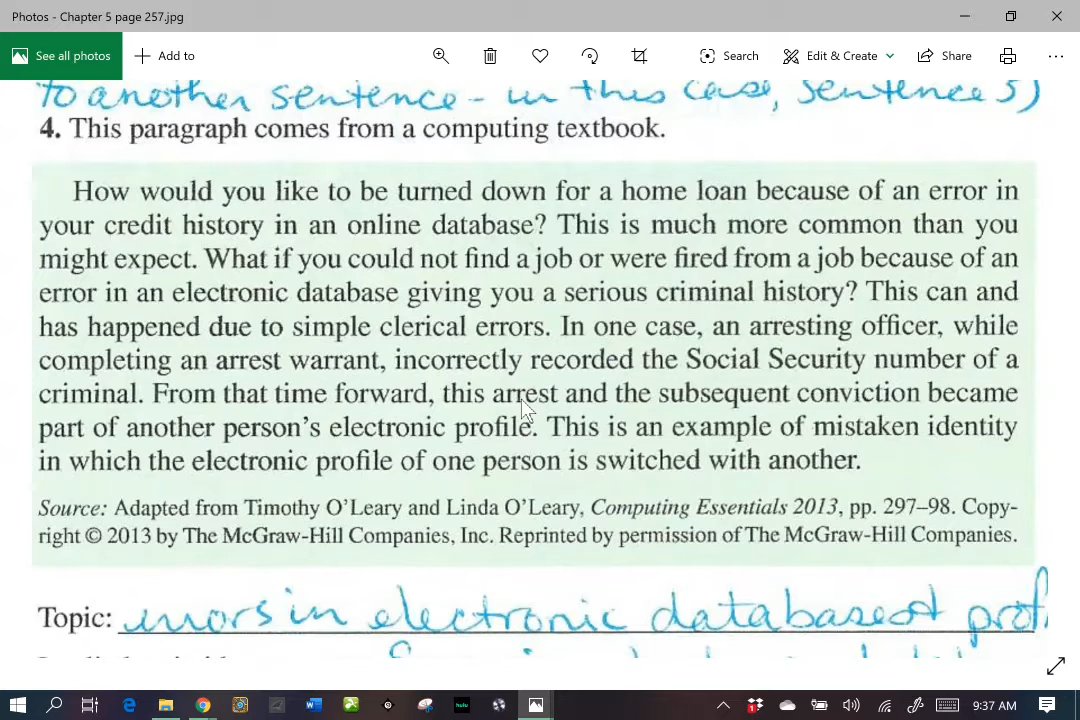 Photos - Chapter 5 page 257.jpg
See all photos
Add to
Search
Edit & Create
Share
to another sentence - in this case, sentence 5)
4. This paragraph comes from a computing textbook.
How would you like to be turned down for a home loan because of an error in
your credit history in an online database? This is much more common than you
might expect. What if you could not find a job or were fired from a job because of an
error in an electronic database giving you a serious criminal history? This can and
has happened due to simple clerical errors. In one case, an arresting officer, while
completing an arrest warrant, incorrectly recorded the Social Security number of a
criminal. From that time forward, this arrest and the subsequent conviction became
part of another person's electronic profile. This is an example of mistaken identity
in which the electronic profile of one person is switched with another.
Source: Adapted from Timothy O'Leary and Linda O'Leary, Computing Essentials 2013, pp. 297–98. Copy-
right © 2013 by The McGraw-Hill Companies, Inc. Reprinted by permission of The McGraw-Hill Companies.
Topic: errors in electronic databases
hulu
1
9:37 AM